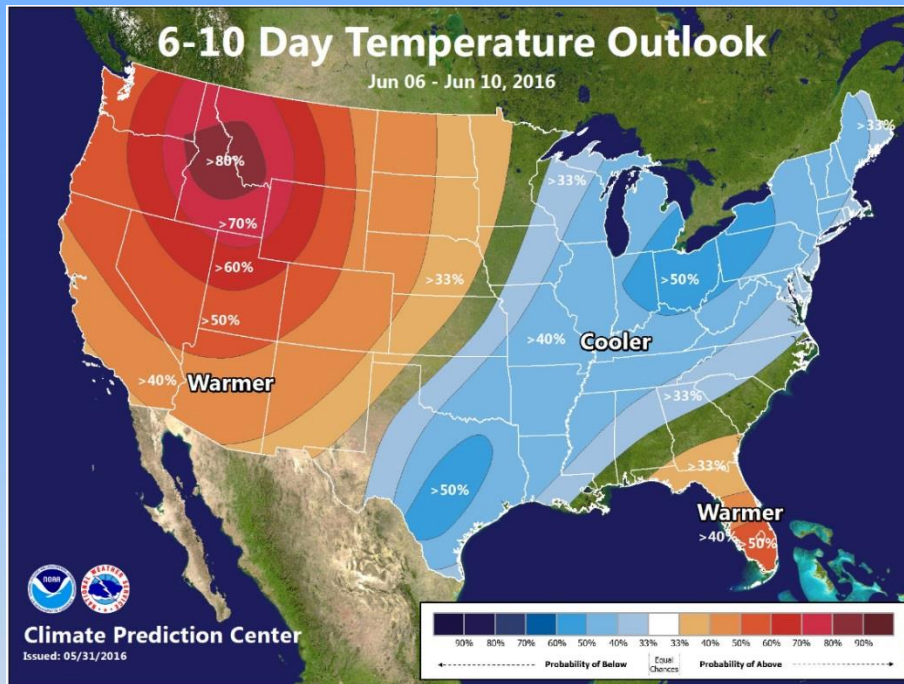 6-10 Day Temperature Outlook
Jun 06 - Jun 10, 2016
>33%
>80%
>33%
>70%
>60%
>33%
>50%
>50%
>40%
Cooler
>40%
Warmer
>33%
>33%
>50%
Warmer
>40%
>50%
NOAA
Climate Prediction Center
Issued: 05/31/2016
90% 80% 70% 60% 50% 40% 33% 33% 40% 50% 60% 70% 80% 90%
Probability of Below
Equal
Chances
Probability of Above